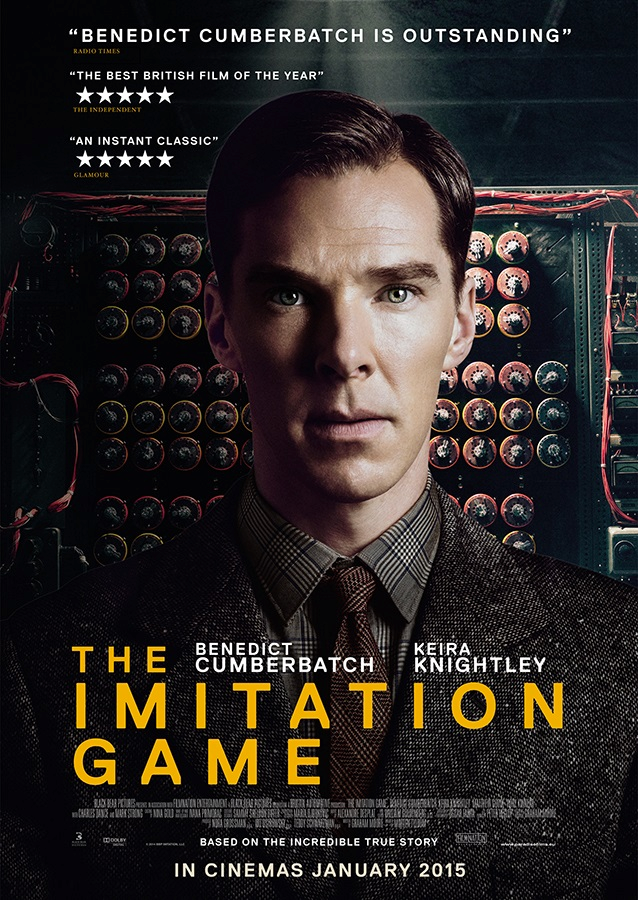 “BENEDICT CUMBERBATCH IS OUTSTANDING”
RADIO TIMES
“THE BEST BRITISH FILM OF THE YEAR”
★★★★★
THE INDEPENDENT
“AN INSTANT CLASSIC”
★★★★★
GLAMOUR
THE BENEDICT CUMBERBATCH KEIRA KNIGHTLEY
IMITATION
GAME
BASED ON THE INCREDIBLE TRUE STORY
IN CINEMAS JANUARY 2015